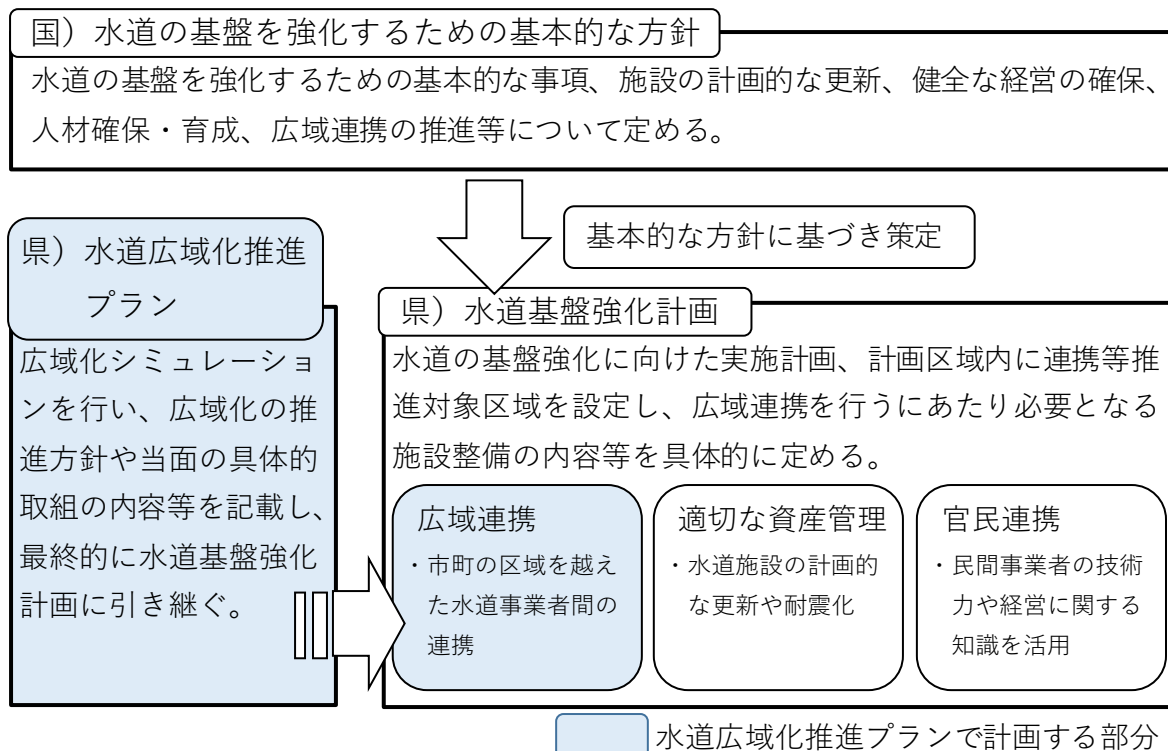 国）水道の基盤を強化するための基本的な方針
水道の基盤を強化するための基本的な事項、施設の計画的な更新、健全な経営の確保、
人材確保・育成、広域連携の推進等について定める。
基本的な方針に基づき策定
県）水道広域化推進
プラン
広域化シミュレーショ
ンを行い、広域化の推
進方針や当面の具体的
取組の内容等を記載し、
最終的に水道基盤強化
計画に引き継ぐ。
県）水道基盤強化計画
水道の基盤強化に向けた実施計画、計画区域内に連携等推
進対象区域を設定し、広域連携を行うにあたり必要となる
施設整備の内容等を具体的に定める。
広域連携
・市町の区域を越え
た水道事業者間の
連携
適切な資産管理
・水道施設の計画的
な更新や耐震化
官民連携
・民間事業者の技術
力や経営に関する
知識を活用
水道広域化推進プランで計画する部分